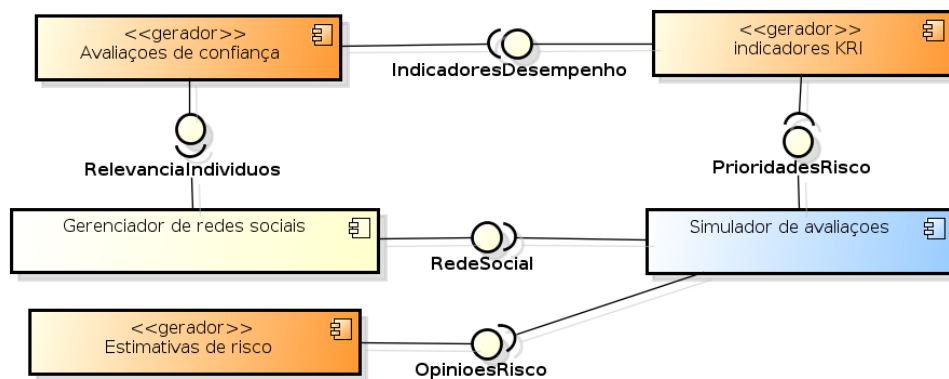 <<gerador>>
Avaliaçoes de confiança
<<gerador>>
indicadores KRI
IndicadoresDesempenho
RelevanciaIndividuos
PrioridadesRisco
Gerenciador de redes sociais
Simulador de avaliaçoes
RedeSocial
<<gerador>>
Estimativas de risco
OpinioesRisco